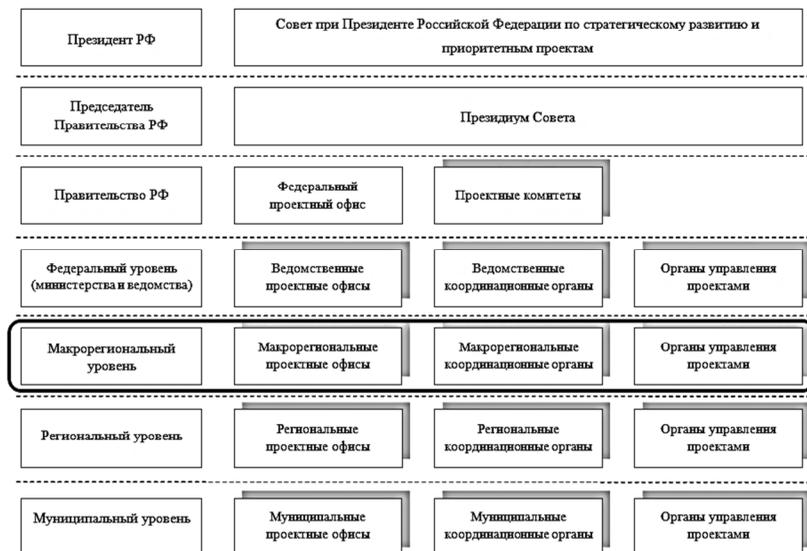 Президент РФ
Совет при Президенте Российской Федерации по стратегическому развитию и
приоритетным проектам
Председатель
Правительства РФ
Президиум Совета
Правительство РФ
Федеральный
проектный офис
Проектные комитеты
Федеральный уровень
(министерства и ведомства)
Ведомственные
проектные офисы
Ведомственные
координационные органы
Органы управления
проектами
Макрорегиональный
уровень
Макрорегиональные
проектные офисы
Макрорегиональные
координационные органы
Органы управления
проектами
Региональный уровень
Региональные
проектные офисы
Региональные
координационные органы
Органы управления
проектами
Муниципальный уровень
Муниципальные
проектные офисы
Муниципальные
координационные органы
Органы управления
проектами